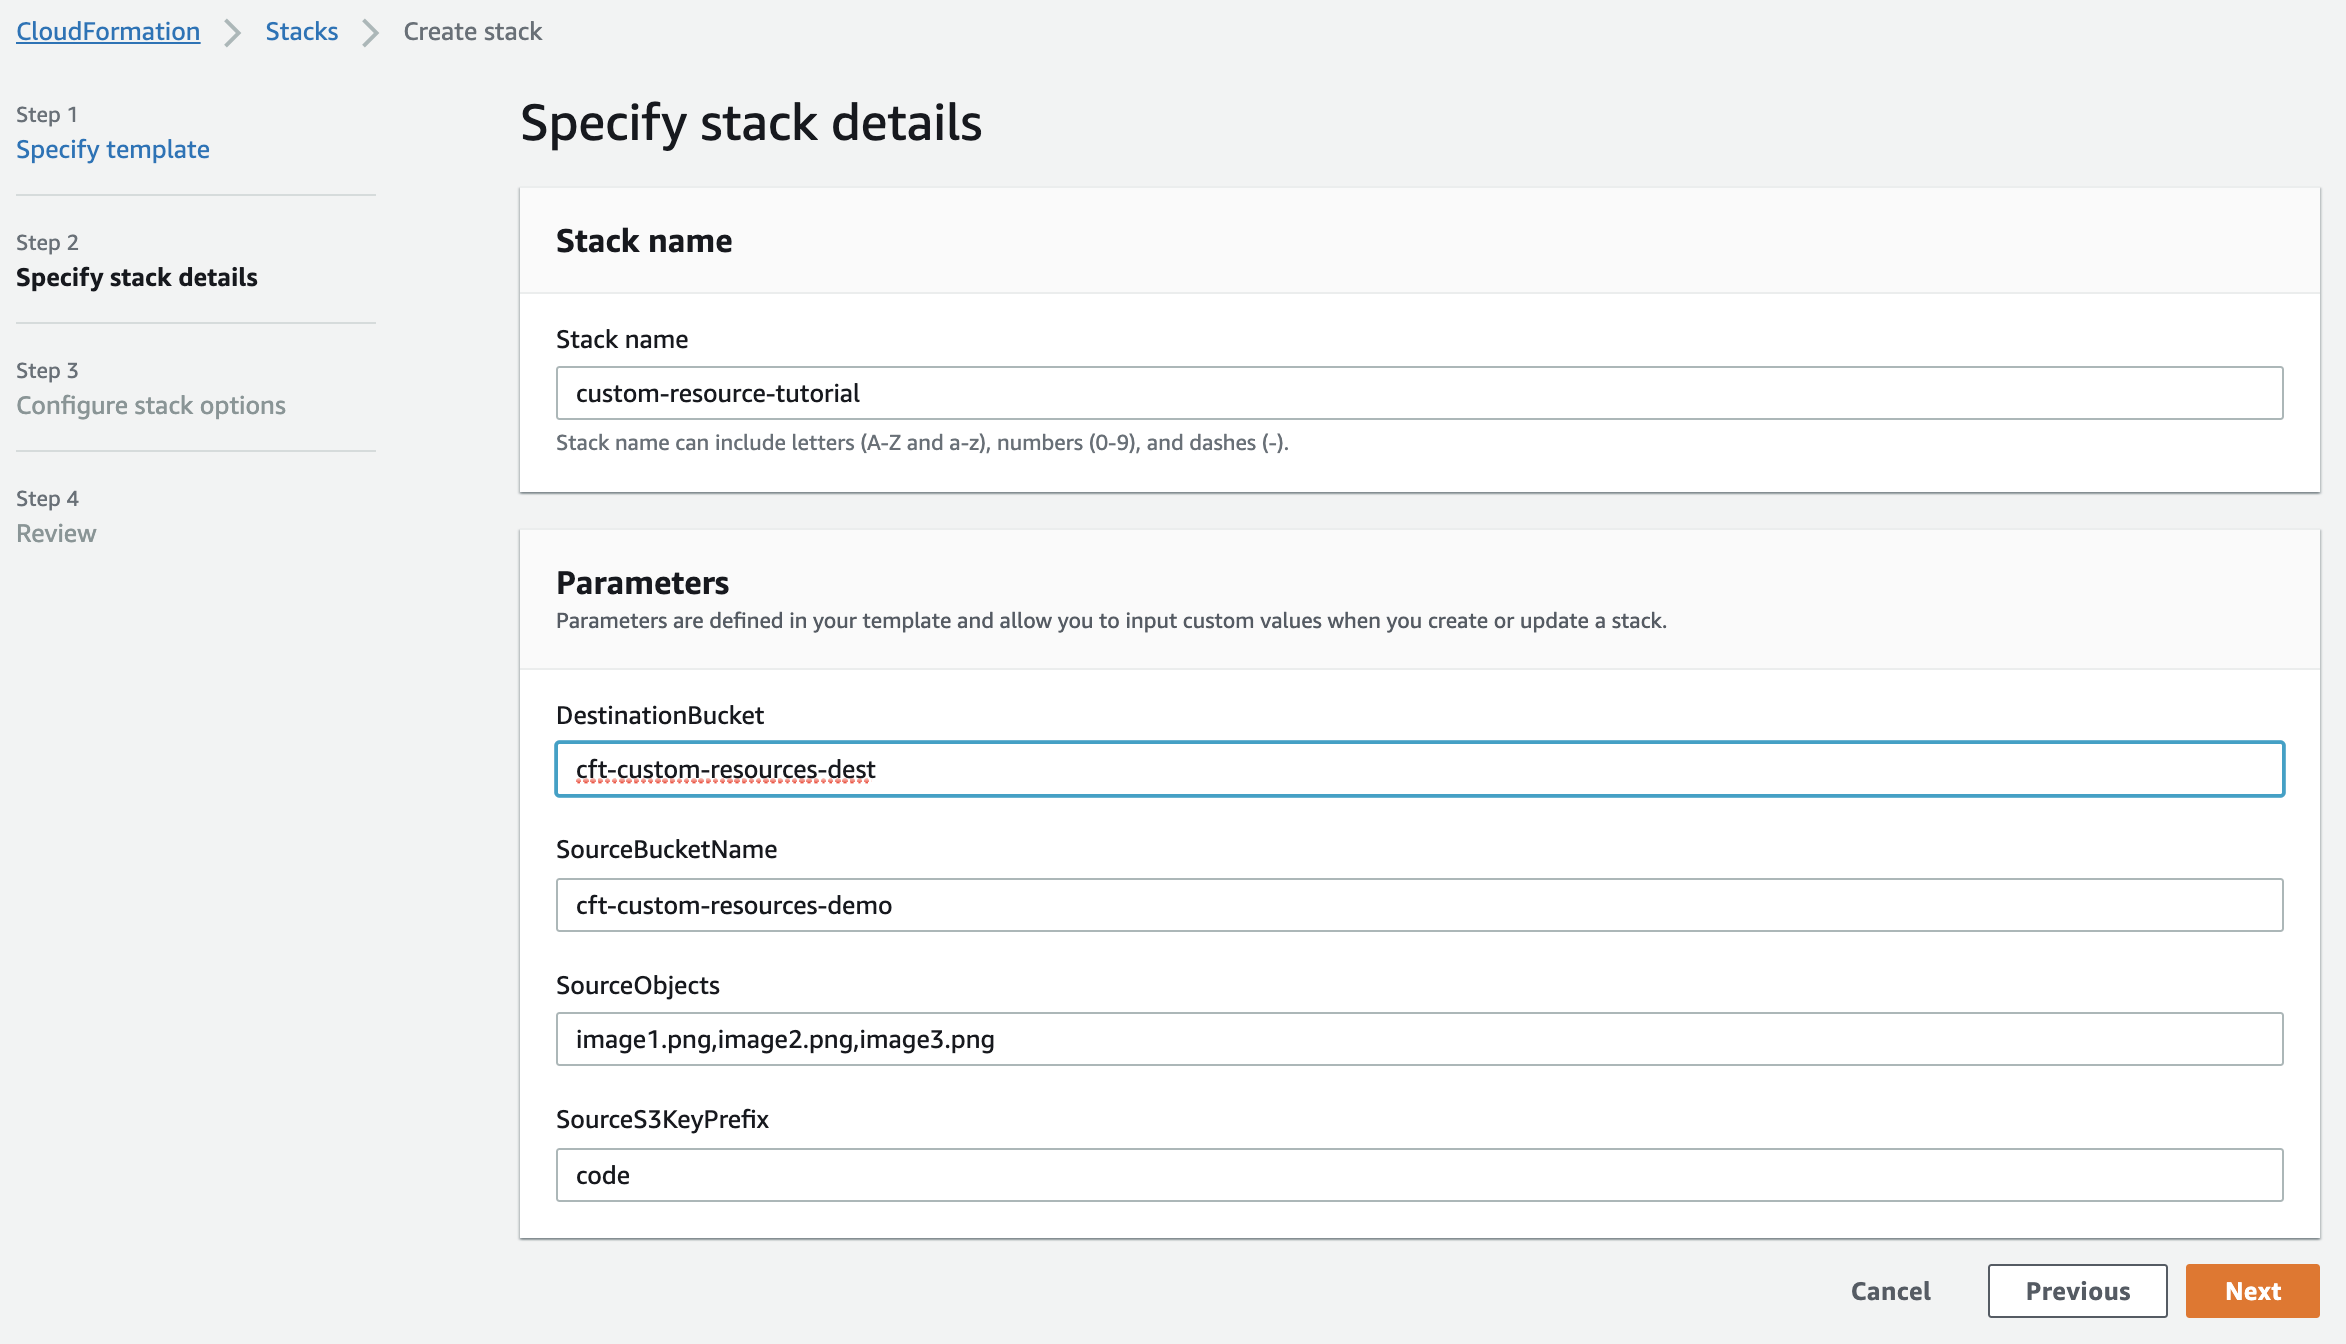 CloudFormation > Stacks > Create stack
Step 1
Specify template
Step 2
Specify stack details
Step 3
Configure stack options
Step 4
Review
Specify stack details
Stack name
Stack name
custom-resource-tutorial
Stack name can include letters (A-Z and a-z), numbers (0-9), and dashes (-).
Parameters
Parameters are defined in your template and allow you to input custom values when you create or update a stack.
DestinationBucket
cft-custom-resources-dest
SourceBucketName
cft-custom-resources-demo
SourceObjects
image1.png,image2.png,image3.png
SourceS3KeyPrefix
code
Cancel
Previous
Next